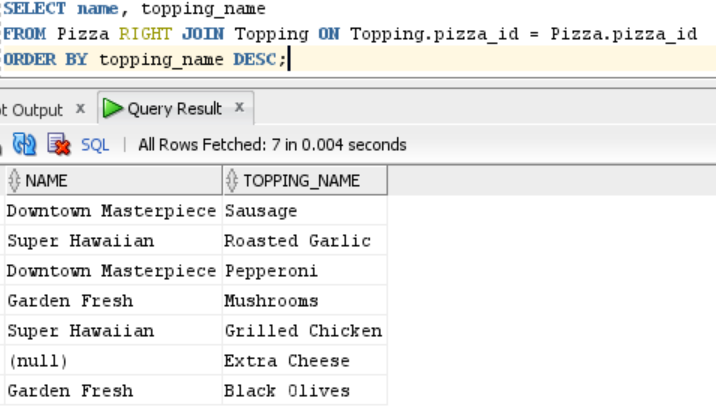 SELECT name, topping_name
FROM Pizza RIGHT JOIN Topping ON Topping.pizza_id = Pizza.pizza_id
ORDER BY topping_name DESC;
t Output x Query Result x
SQL | All Rows Fetched: 7 in 0.004 seconds
NAME TOPPING_NAME
Downtown Masterpiece Sausage
Super Hawaiian Roasted Garlic
Downtown Masterpiece Pepperoni
Garden Fresh Mushrooms
Super Hawaiian Grilled Chicken
(null) Extra Cheese
Garden Fresh Black Olives